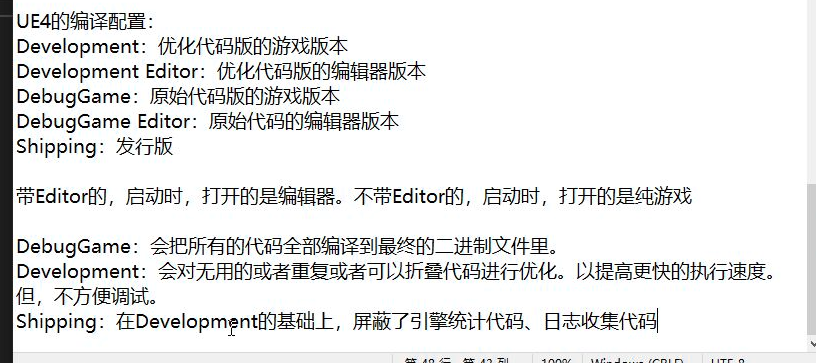 UE4的编译配置：
Development：优化代码版的游戏版本
Development Editor：优化代码版的编辑器版本
DebugGame：原始代码版的游戏版本
DebugGame Editor：原始代码的编辑器版本
Shipping：发行版
带Editor的，启动时，打开的是编辑器。不带Editor的，启动时，打开的是纯游戏
DebugGame：会把所有的代码全部编译到最终的二进制文件里。
Development：会对无用的或者重复或者可以折叠代码进行优化。以提高更快的执行速度。
但，不方便调试。
Shipping：在Development的基础上，屏蔽了引擎统计代码、日志收集代码
第 48 行，第 43 列 100% Windows (CRLF) UTF-8